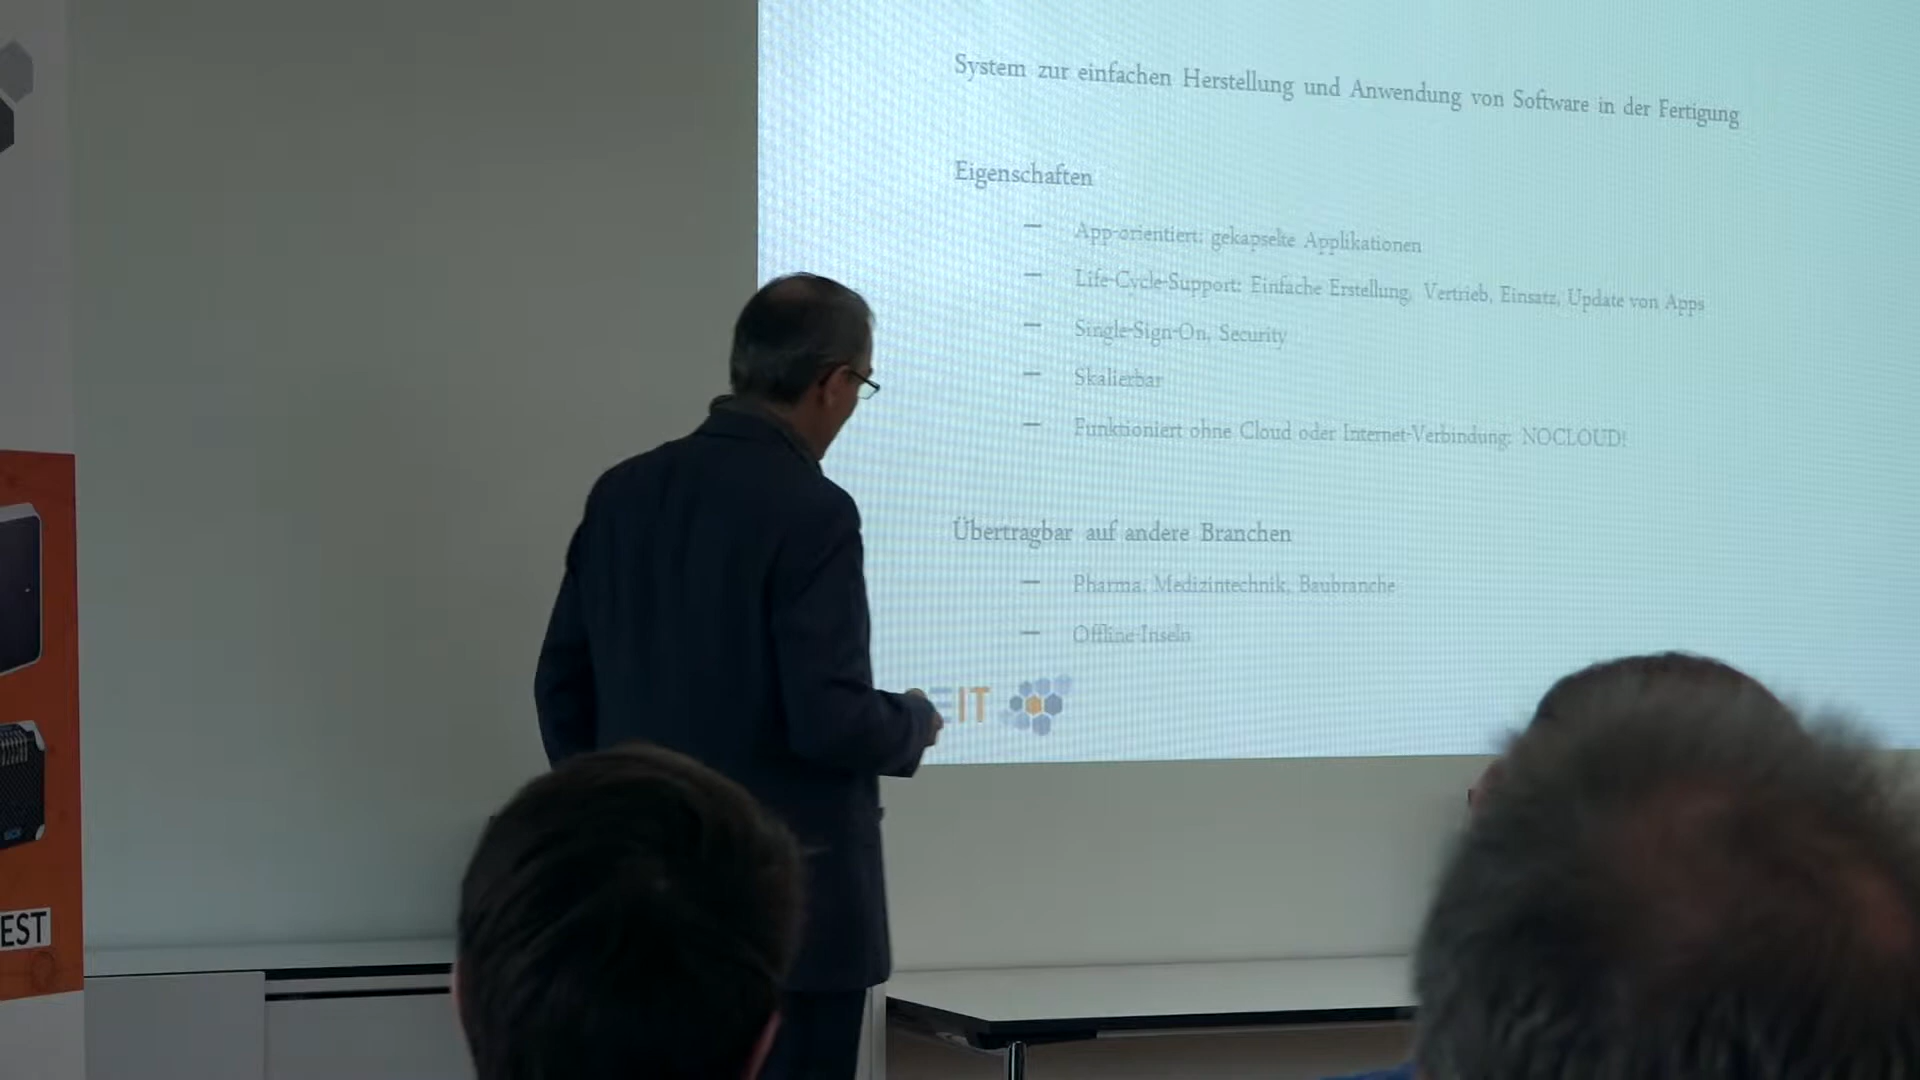 System zur einfachen Herstellung und Anwendung von Software in der Fertigung
Eigenschaften
— App-orientiert: gekapselte Applikationen
— Life-Cycle-Support: Einfache Erstellung, Vertrieb, Einsatz, Update von Apps
— Single-Sign-On, Security
— Skalierbar
— Funktioniert ohne Cloud oder Internet-Verbindung: NOCLOUD!
Übertragbar auf andere Branchen
— Pharma, Medizintechnik, Baubranche
— Offline-Inseln
EIT
EST